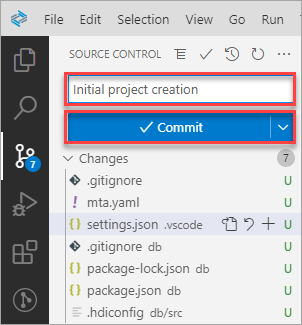 File Edit Selection View Go Run
SOURCE CONTROL
Initial project creation
Commit
7
Changes 7
.gitignore U
! mta.yaml U
{} settings.json .vscode U
.gitignore db U
{} package-lock.json db U
{} package.json db U
.hdiconfig db/src U